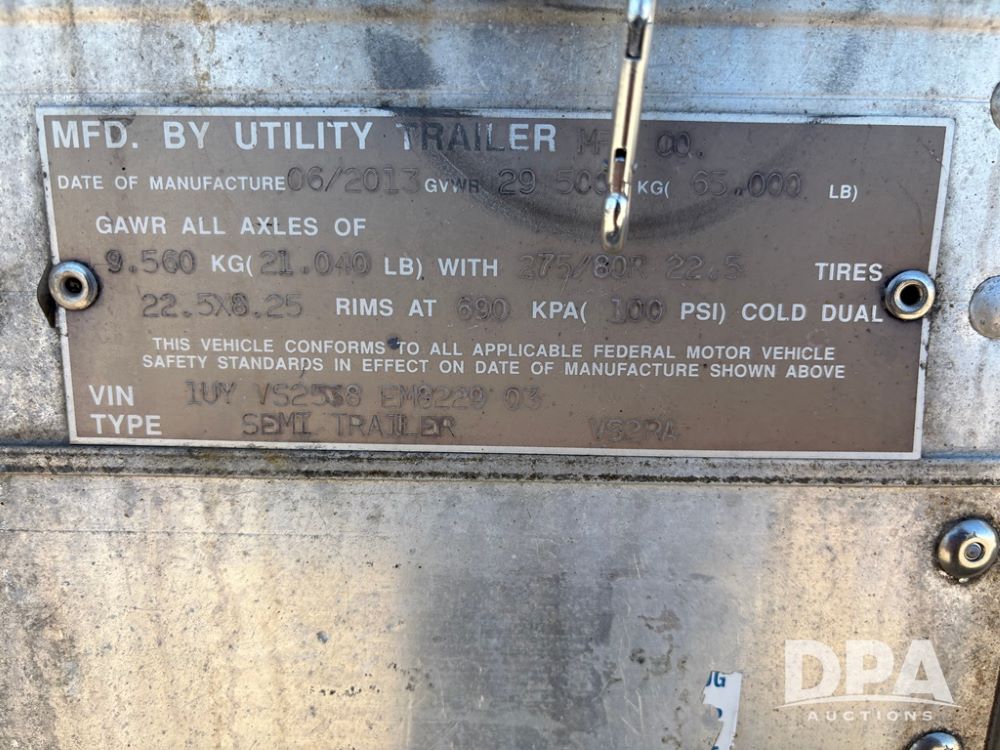 MFD. BY UTILITY TRAILER
DATE OF MANUFACTURE 06/2013 GVWR 29 500 KG( 65.000 LB)
GAWR ALL AXLES OF
9.560 KG( 21.040 LB) WITH 275/80R 22.5 TIRES
22.5X8.25 RIMS AT 690 KPA( 100 PSI) COLD DUAL
THIS VEHICLE CONFORMS TO ALL APPLICABLE FEDERAL MOTOR VEHICLE
SAFETY STANDARDS IN EFFECT ON DATE OF MANUFACTURE SHOWN ABOVE
VIN 1UY VS2538 EM8229 03
TYPE SEMI TRAILER VS2RA
DPA
AUCTIONS